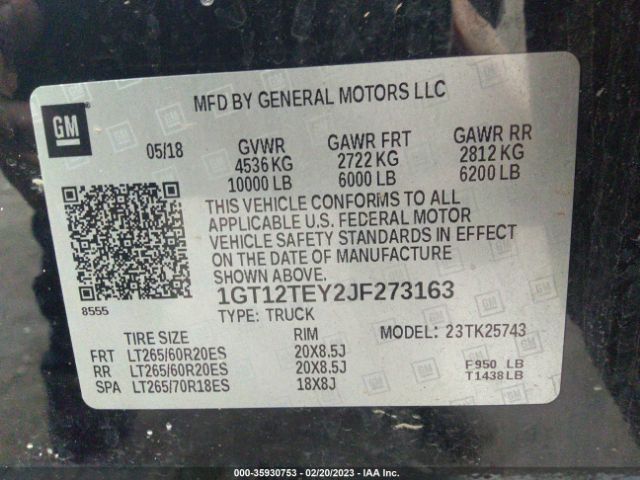 GM
MFD BY GENERAL MOTORS LLC
05/18 GVWR GAWR FRT GAWR RR
4536 KG 2722 KG 2812 KG
10000 LB 6000 LB 6200 LB
THIS VEHICLE CONFORMS TO ALL
APPLICABLE U.S. FEDERAL MOTOR
VEHICLE SAFETY STANDARDS IN EFFECT
ON THE DATE OF MANUFACTURE
SHOWN ABOVE.
8555
1GT12TEY2JF273163
TYPE: TRUCK
TIRE SIZE RIM MODEL: 23TK25743
FRT LT265/60R20ES 20X8.5J
RR LT265/60R20ES 20X8.5J F950 LB
SPA LT265/70R18ES 18X8J T1438LB
000-35930753 - 02/20/2023 - IAA Inc.